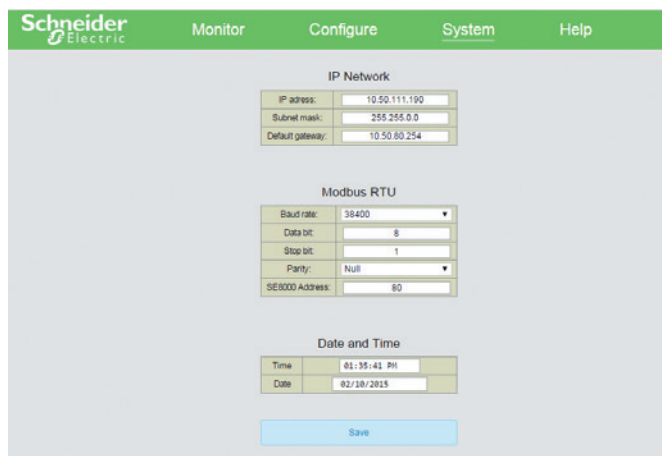 Schneider
Electric
Monitor Configure System Help
IP Network
IP adress: 10.50.111.190
Subnet mask: 255.255.0.0
Default gateway: 10.50.80.254
Modbus RTU
Baud rate: 38400
Data bit: 8
Stop bit: 1
Parity: Null
SE8000 Address: 80
Date and Time
Time 01:35:41 PM
Date 02/10/2015
Save